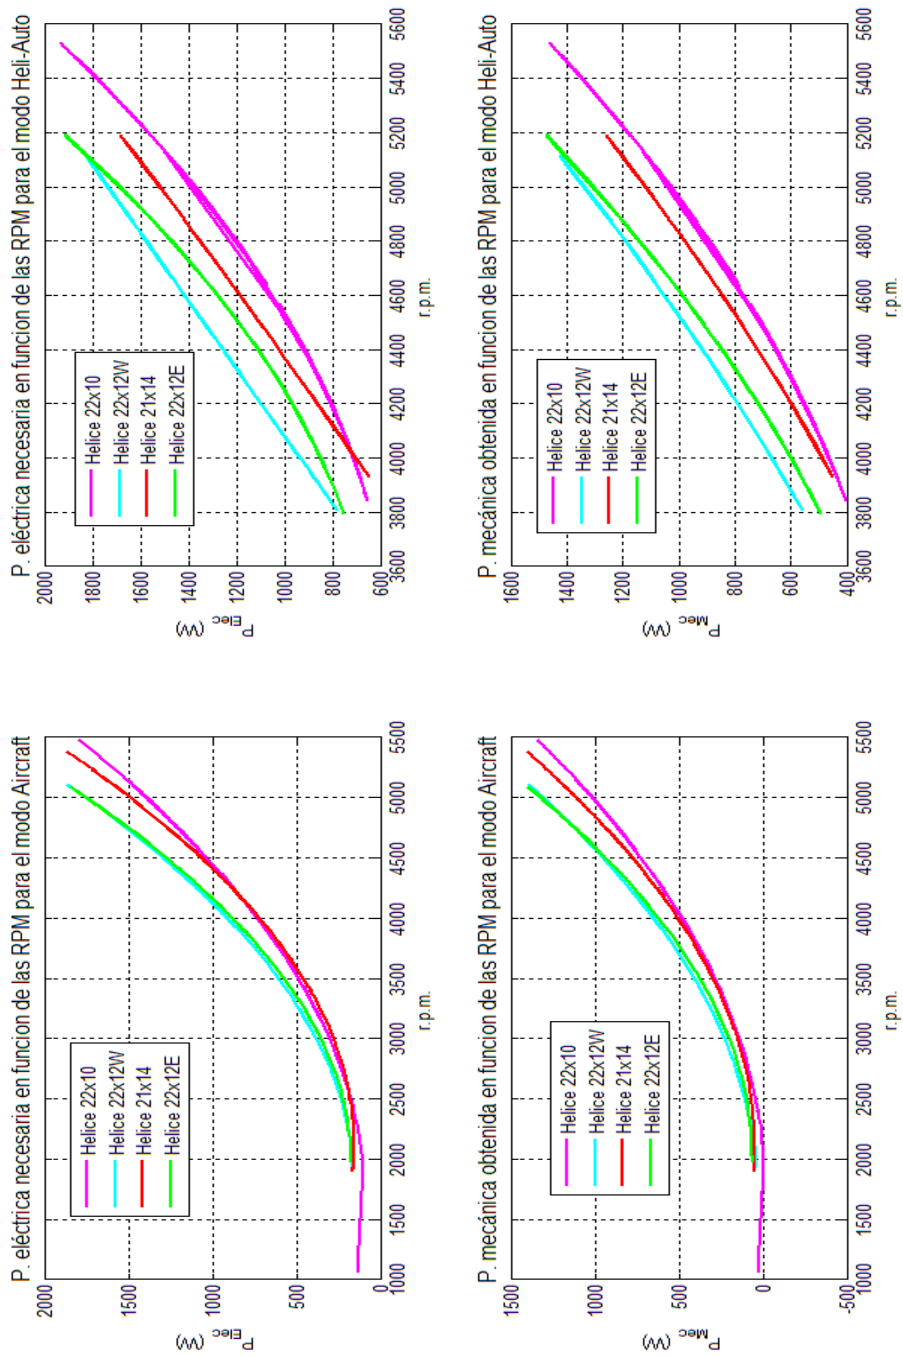 P. eléctrica necesaria en funcion de las RPM para el modo Aircraft
2000
1500
1000
500
0
P Elec (W)
Helice 22x10
Helice 22x12W
Helice 21x14
Helice 22x12E
1000 1500 2000 2500 3000 3500 4000 4500 5000 5500
r.p.m.
P. eléctrica necesaria en funcion de las RPM para el modo Heli-Auto
2000
1800
1600
1400
1200
1000
800
600
P Elec (W)
Helice 22x10
Helice 22x12W
Helice 21x14
Helice 22x12E
3600 3800 4000 4200 4400 4600 4800 5000 5200 5400 5600
r.p.m.
P. mecánica obtenida en funcion de las RPM para el modo Aircraft
1500
1000
500
0
-500
P Mec (W)
Helice 22x10
Helice 22x12W
Helice 21x14
Helice 22x12E
1000 1500 2000 2500 3000 3500 4000 4500 5000 5500
r.p.m.
P. mecánica obtenida en funcion de las RPM para el modo Heli-Auto
1600
1400
1200
1000
800
600
400
P Mec (W)
Helice 22x10
Helice 22x12W
Helice 21x14
Helice 22x12E
3600 3800 4000 4200 4400 4600 4800 5000 5200 5400 5600
r.p.m.